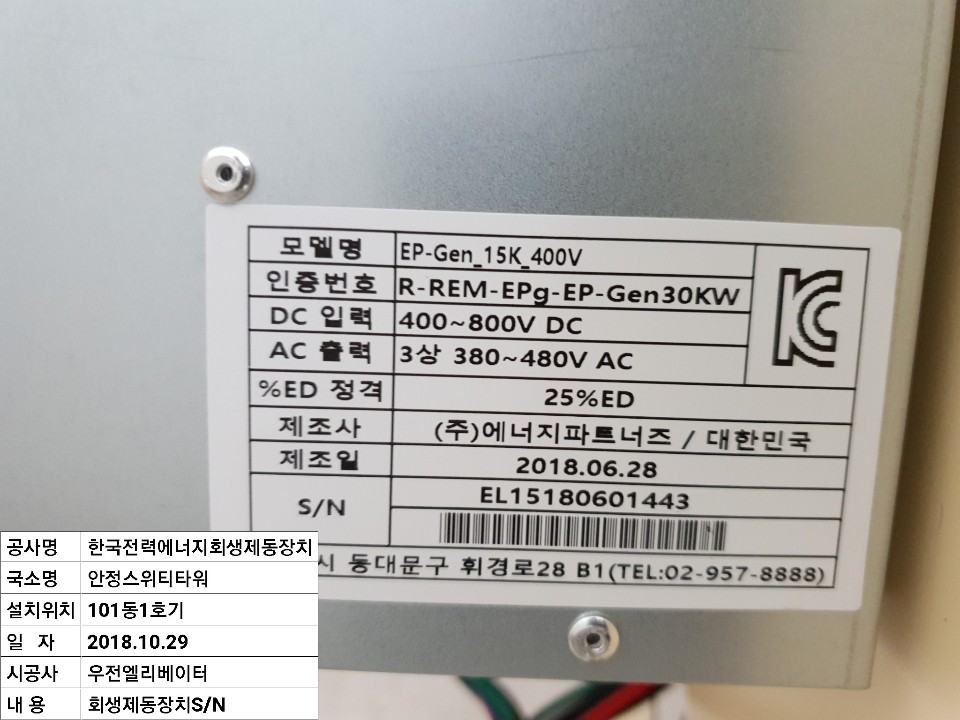 모델명 EP-Gen_15K_400V
인증번호 R-REM-EPg-EP-Gen30KW
DC 입력 400~800V DC
AC 출력 3상 380~480V AC
%ED 정격 25%ED
제조사 (주)에너지파트너즈 / 대한민국
제조일 2018.06.28
S/N EL15180601443
시 동대문구 휘경로28 B1(TEL:02-957-8888)
공사명 한국전력에너지회생제동장치
국소명 안정스위티타워
설치위치 101동1호기
일 자 2018.10.29
시공사 우전엘리베이터
내 용 회생제동장치S/N